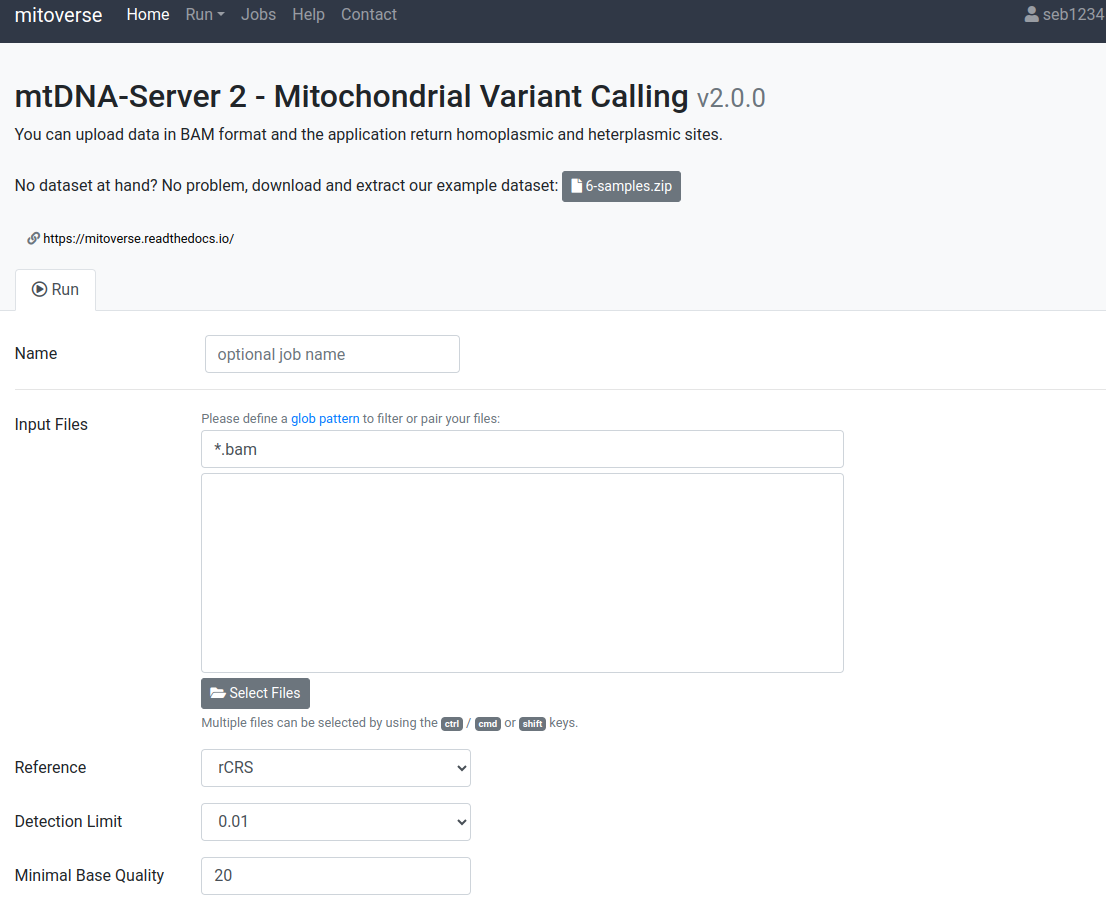 mitoverse Home Run Jobs Help Contact seb1234
mtDNA-Server 2 - Mitochondrial Variant Calling v2.0.0
You can upload data in BAM format and the application return homoplasmic and heterplasmic sites.
No dataset at hand? No problem, download and extract our example dataset: 6-samples.zip
https://mitoverse.readthedocs.io/
Run
Name optional job name
Input Files Please define a glob pattern to filter or pair your files:
*.bam
Select Files
Multiple files can be selected by using the ctrl / cmd or shift keys.
Reference rCRS
Detection Limit 0.01
Minimal Base Quality 20